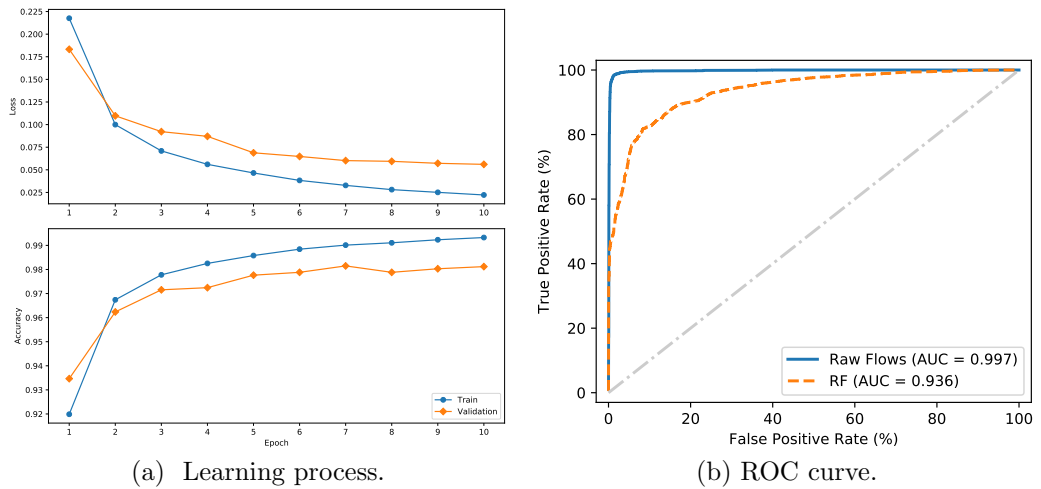 0.225
0.200
0.175
0.150
0.125
0.100
0.075
0.050
0.025
Loss
1 2 3 4 5 6 7 8 9 10
0.99
0.98
0.97
0.96
0.95
0.94
0.93
0.92
Accuracy
Train
Validation
1 2 3 4 5 6 7 8 9 10
Epoch
(a) Learning process.
100
80
60
40
20
0
True Positive Rate (%)
Raw Flows (AUC = 0.997)
RF (AUC = 0.936)
0 20 40 60 80 100
False Positive Rate (%)
(b) ROC curve.